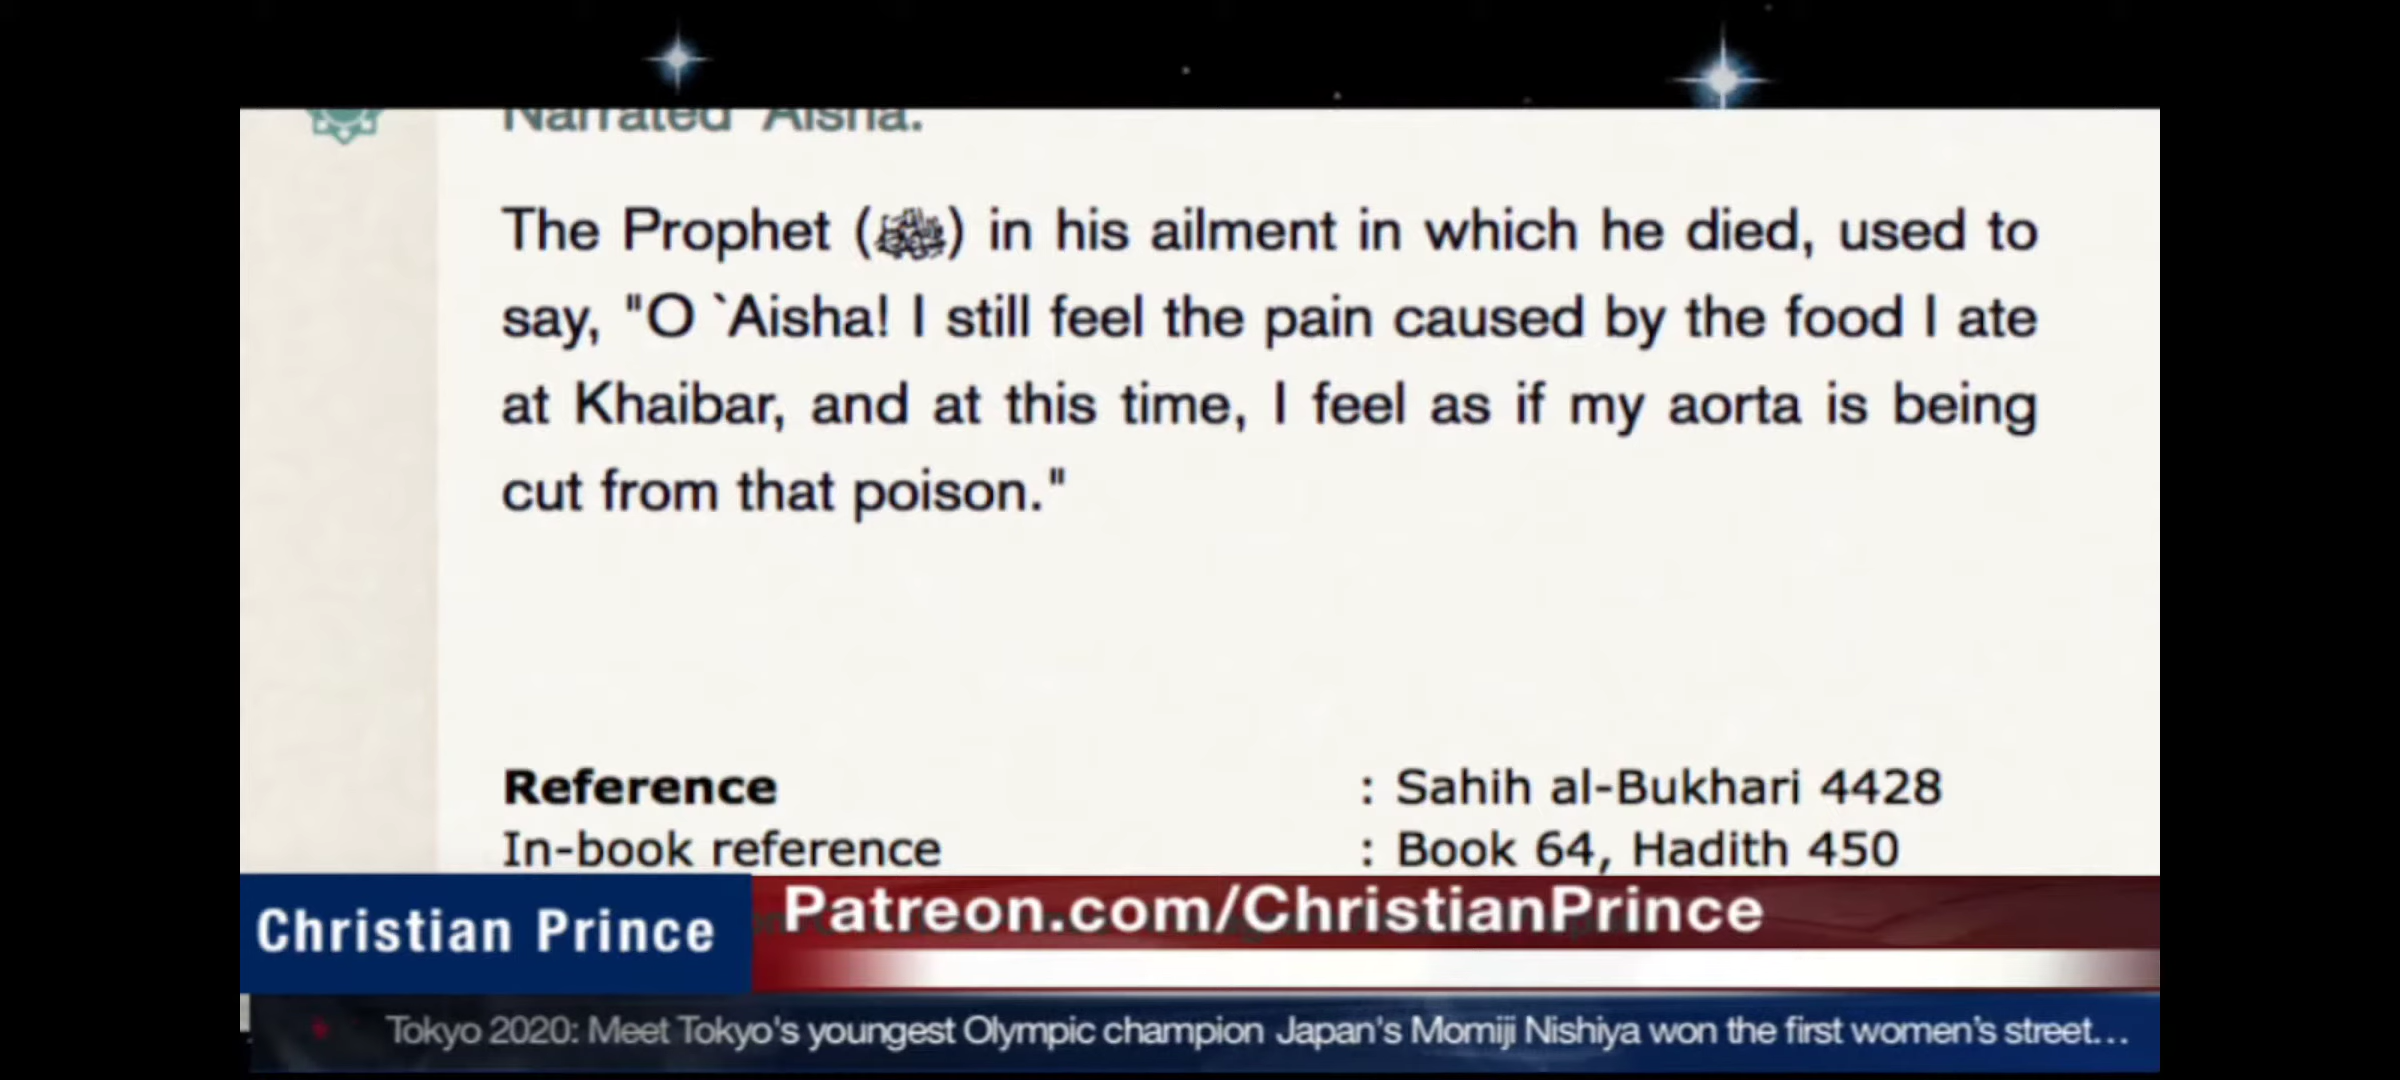 Narrated `Aisha:
The Prophet (ﷺ) in his ailment in which he died, used to
say, "O `Aisha! I still feel the pain caused by the food I ate
at Khaibar, and at this time, I feel as if my aorta is being
cut from that poison."
Reference : Sahih al-Bukhari 4428
In-book reference : Book 64, Hadith 450
Christian Prince
Patreon.com/ChristianPrince
Tokyo 2020: Meet Tokyo's youngest Olympic champion Japan's Momiji Nishiya won the first women's street...